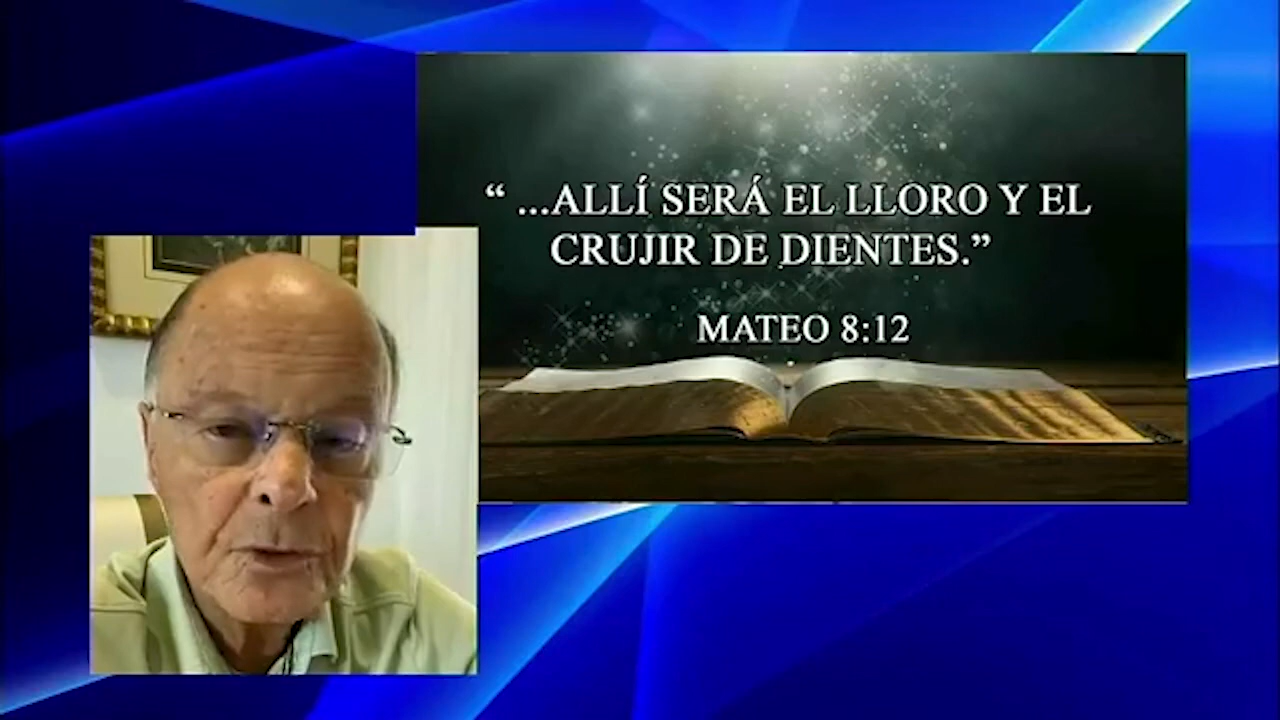 “ ...ALLÍ SERÁ EL LLORO Y EL
CRUJIR DE DIENTES.”
MATEO 8:12